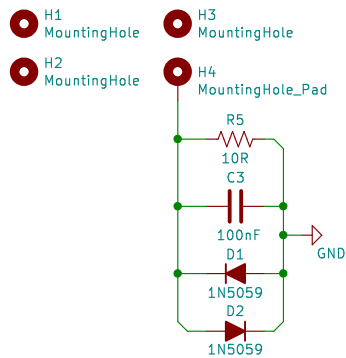 H1
MountingHole
H3
MountingHole
H2
MountingHole
H4
MountingHole_Pad
R5
10R
C3
100nF
GND
D1
1N5059
D2
1N5059